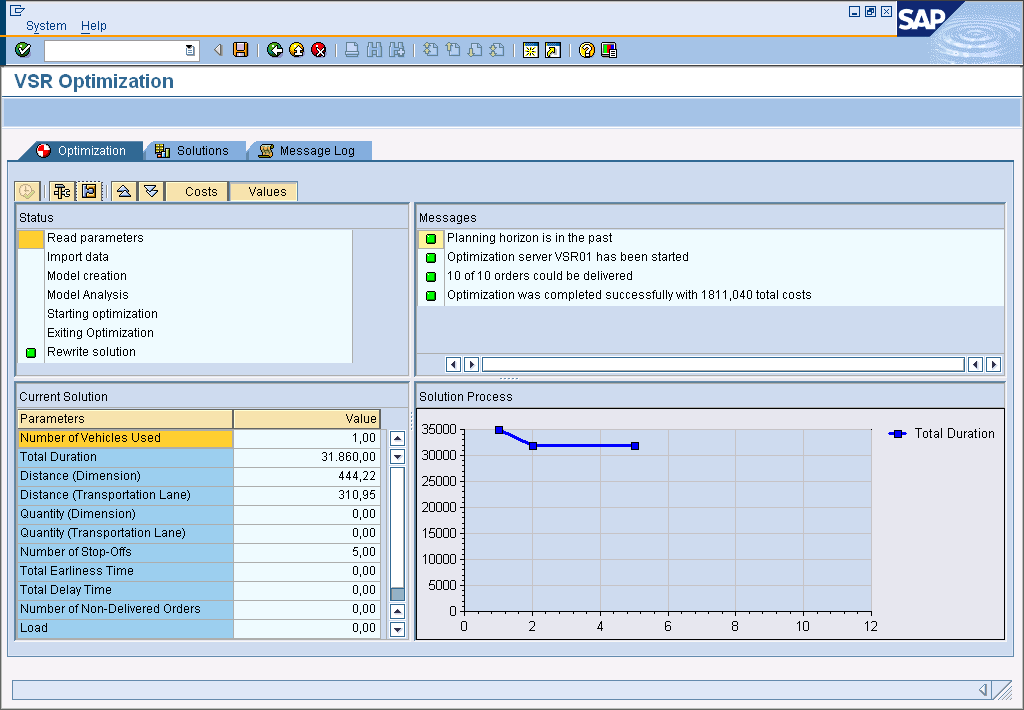 System Help
SAP
VSR Optimization
Optimization Solutions Message Log
Costs Values
Status
Read parameters
Import data
Model creation
Model Analysis
Starting optimization
Exiting Optimization
Rewrite solution
Messages
Planning horizon is in the past
Optimization server VSR01 has been started
10 of 10 orders could be delivered
Optimization was completed successfully with 1811,040 total costs
Current Solution
Parameters Value
Number of Vehicles Used 1,00
Total Duration 31.860,00
Distance (Dimension) 444,22
Distance (Transportation Lane) 310,95
Quantity (Dimension) 0,00
Quantity (Transportation Lane) 0,00
Number of Stop-Offs 5,00
Total Earliness Time 0,00
Total Delay Time 0,00
Number of Non-Delivered Orders 0,00
Load 0,00
Solution Process
35000
30000
25000
20000
15000
10000
5000
0
0 2 4 6 8 10 12
Total Duration